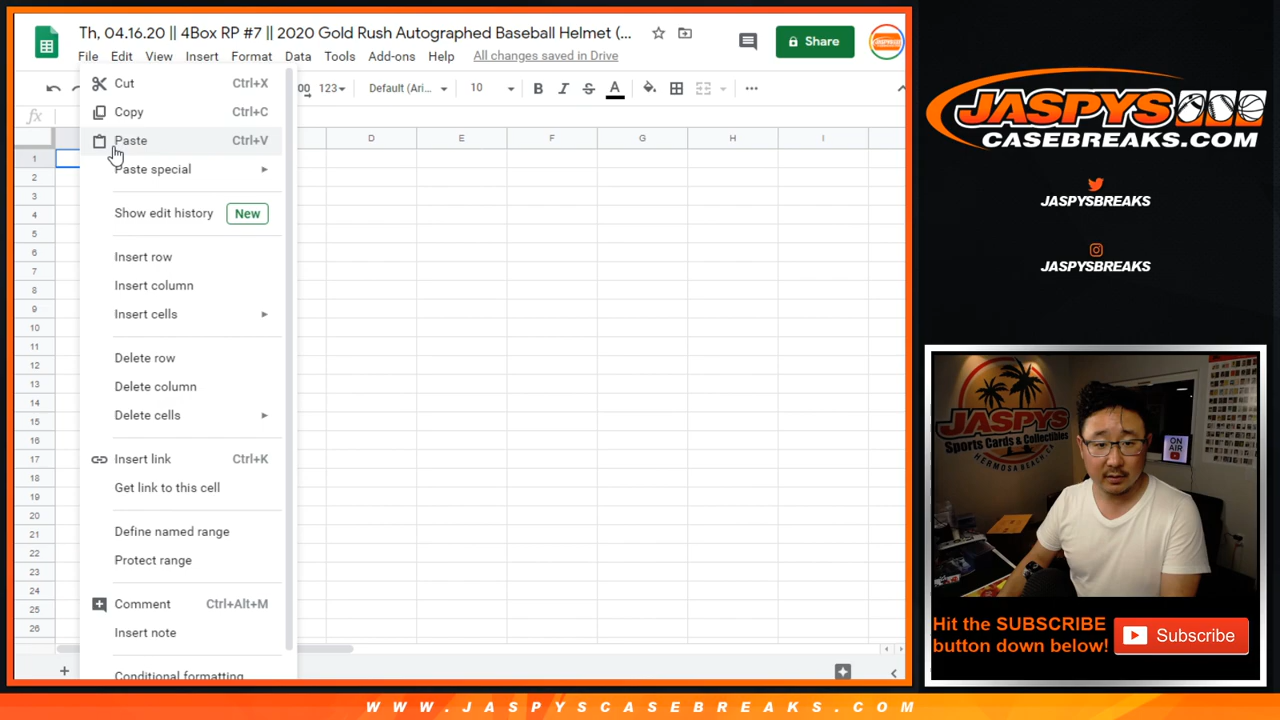 Th, 04.16.20 || 4Box RP #7 || 2020 Gold Rush Autographed Baseball Helmet (...
Share
File Edit View Insert Format Data Tools Add-ons Help All changes saved in Drive
00 123 Default (Ari... 10 B I S A
fx
Cut Ctrl+X
Copy Ctrl+C
Paste Ctrl+V
Paste special
Show edit history New
Insert row
Insert column
Insert cells
Delete row
Delete column
Delete cells
Insert link Ctrl+K
Get link to this cell
Define named range
Protect range
Comment Ctrl+Alt+M
Insert note
Conditional formatting
D E F G H I
1
2
3
4
5
6
7
8
9
10
11
12
13
14
15
16
17
18
19
20
21
22
23
24
25
26
JASPYS
CASEBREAKS.COM
JASPYSBREAKS
JASPYSBREAKS
JASPYS
Sports Cards & Collectibles
HERMOSA BEACH, CA
ON
AIR
Hit the SUBSCRIBE
button down below!
Subscribe
WWW.JASPYSCASEBREAKS.COM